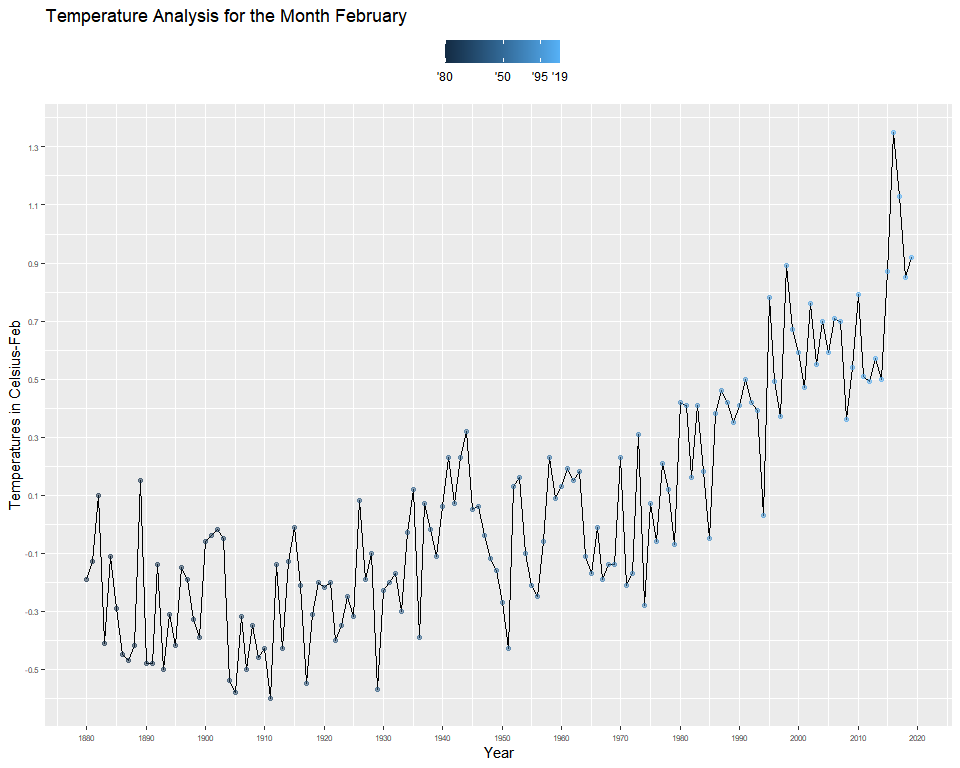 Temperature Analysis for the Month February
'80 '50 '95 '19
Temperatures in Celsius-Feb
1.3
1.1
0.9
0.7
0.5
0.3
0.1
-0.1
-0.3
-0.5
1880 1890 1900 1910 1920 1930 1940 1950 1960 1970 1980 1990 2000 2010 2020
Year